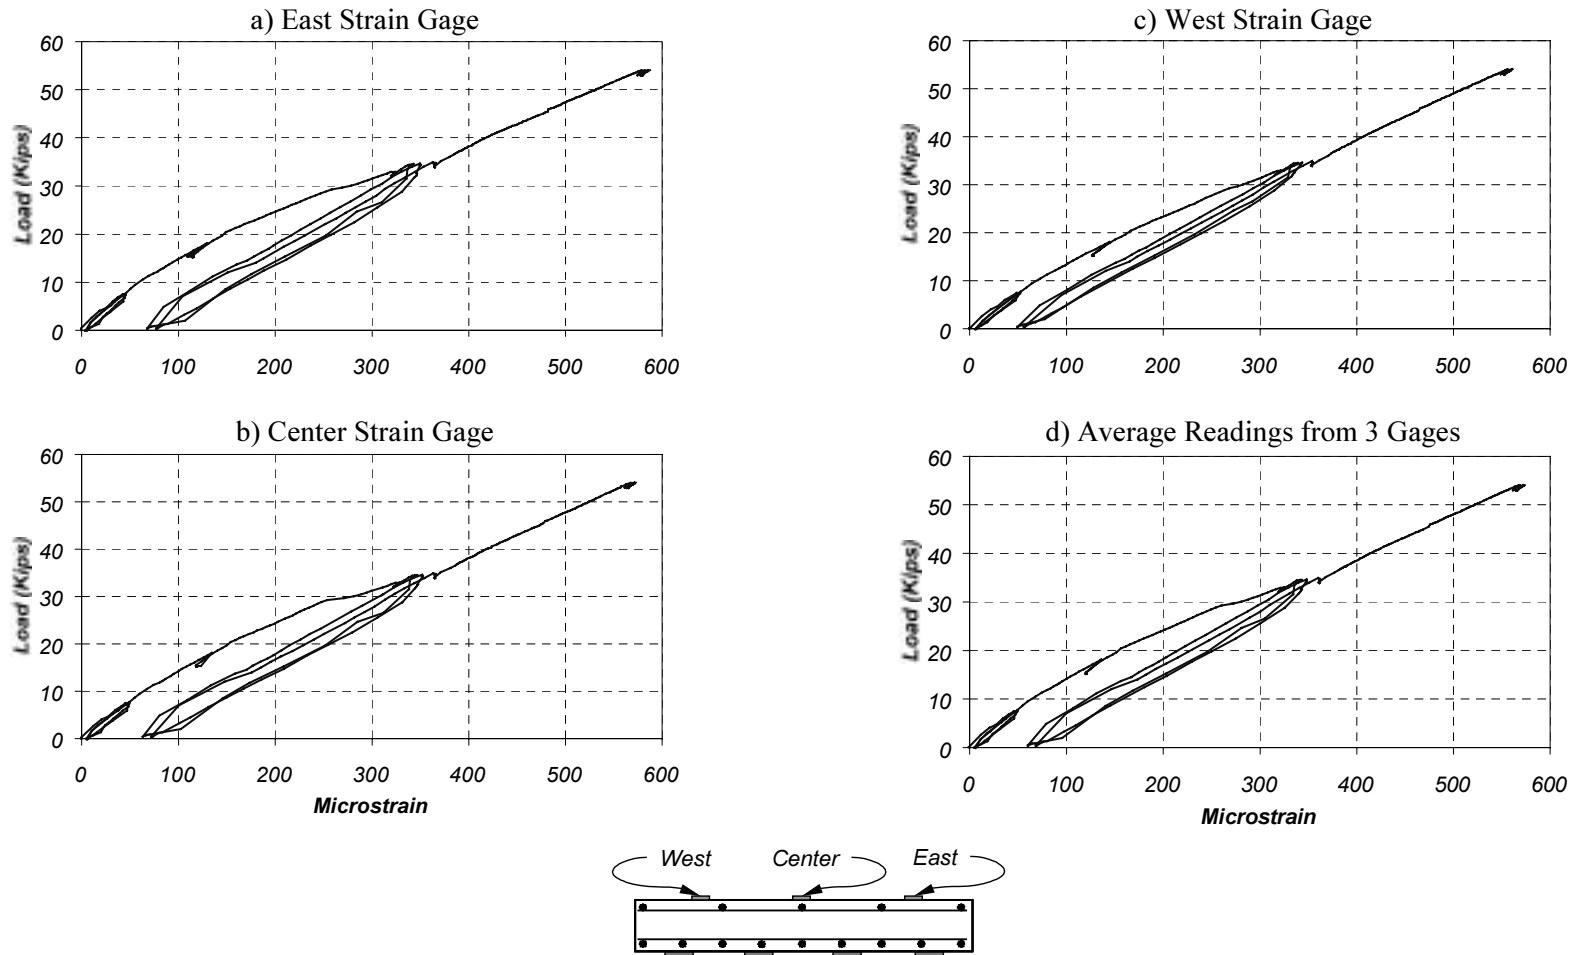 a) East Strain Gage
60
50
40
30
20
10
0
Load (Kips)
0 100 200 300 400 500 600
c) West Strain Gage
60
50
40
30
20
10
0
Load (Kips)
0 100 200 300 400 500 600
b) Center Strain Gage
60
50
40
30
20
10
0
Load (Kips)
0 100 200 300 400 500 600
Microstrain
d) Average Readings from 3 Gages
60
50
40
30
20
10
0
Load (Kips)
0 100 200 300 400 500 600
Microstrain
West Center East